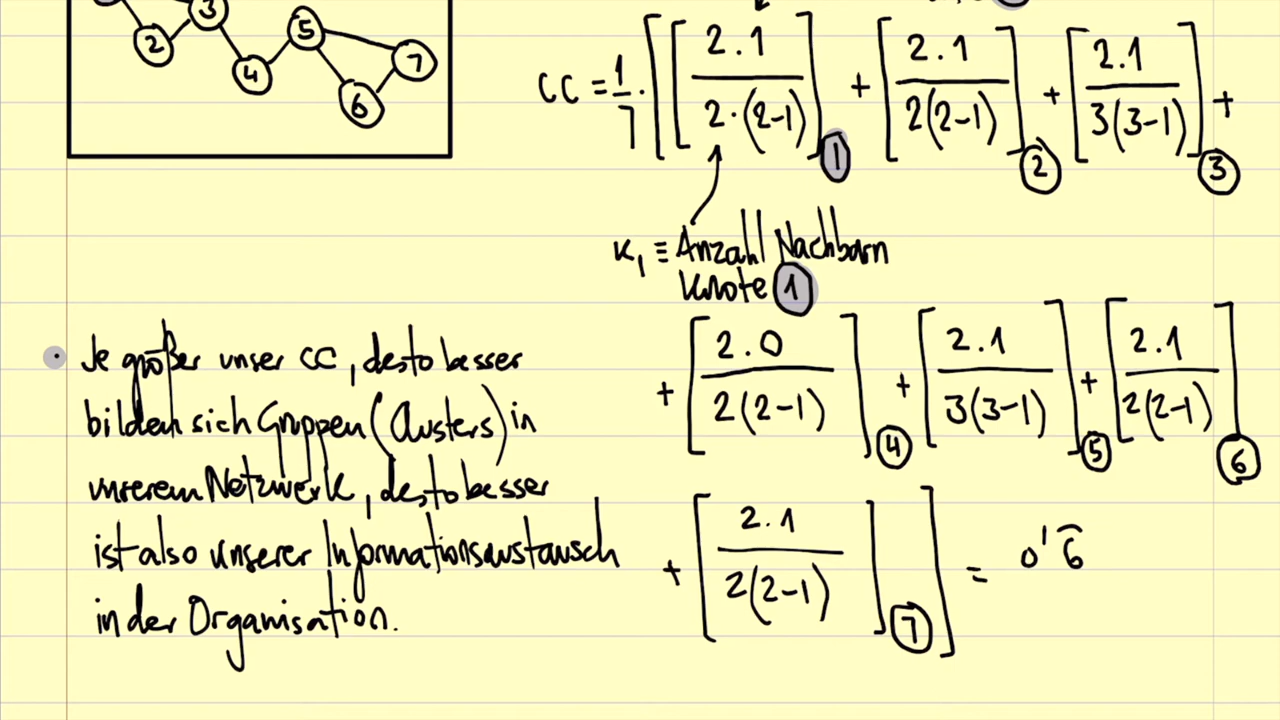 2
3
4
5
6
7
CC = 1/7 · [ [ 2.1 / 2·(2-1) ]① + [ 2.1 / 2(2-1) ]② + [ 2.1 / 3(3-1) ]③ +
K₁ ≡ Anzahl Nachbarn
Knote ①
+ [ 2.0 / 2(2-1) ]④ + [ 2.1 / 3(3-1) ]⑤ + [ 2.1 / 2(2-1) ]⑥
+ [ 2.1 / 2(2-1) ]⑦ ] = 0'6̄
· Je größer unser CC, desto besser
bilden sich Gruppen (Clusters) in
unserem Netzwerk, desto besser
ist also unserer Informationsaustausch
in der Organisation.